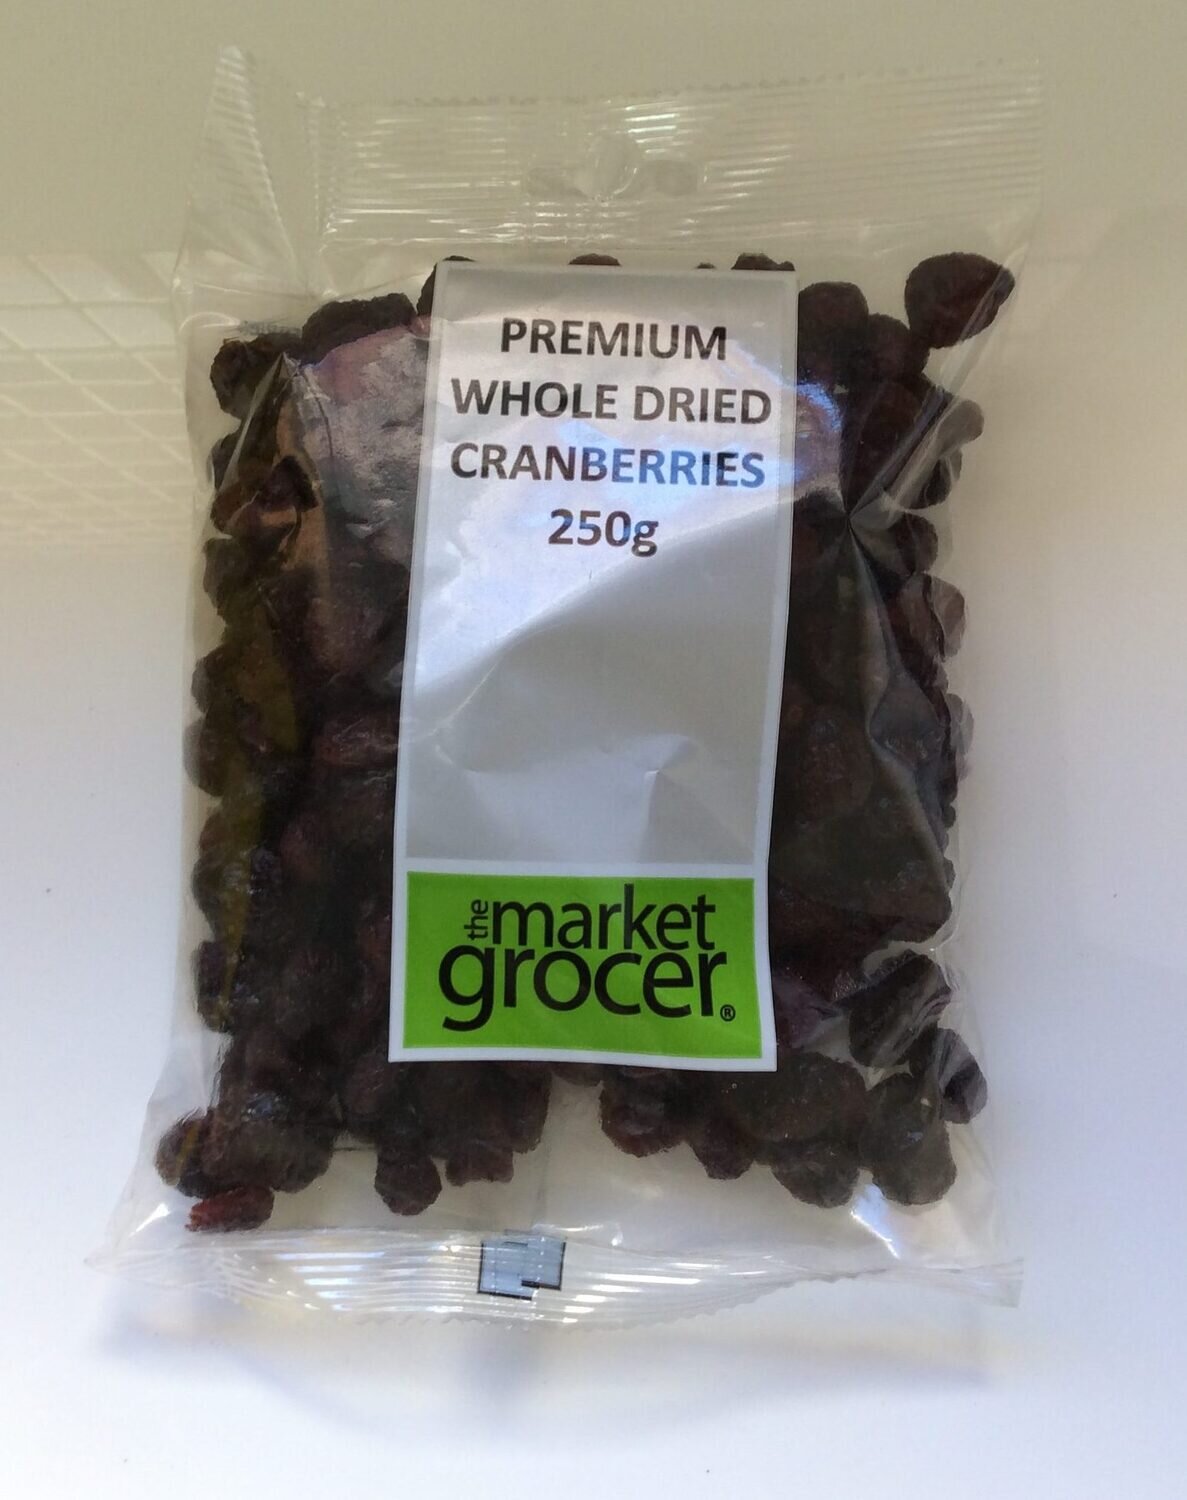 PREMIUM
WHOLE DRIED
CRANBERRIES
250g
the market
grocer®